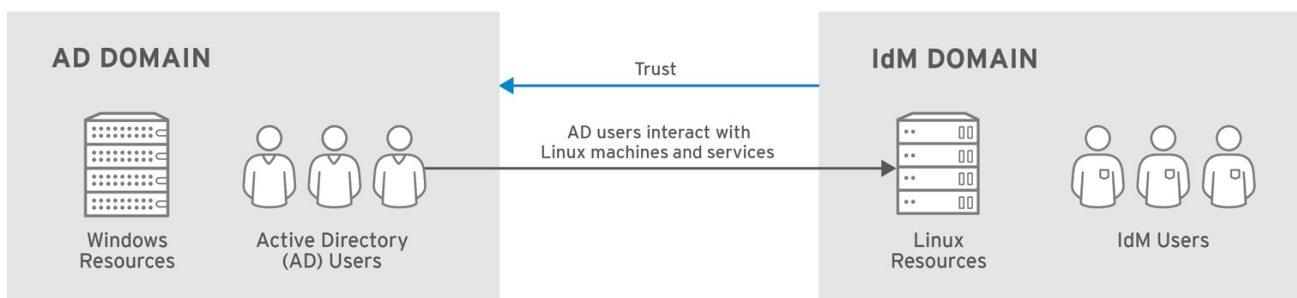 AD DOMAIN
Windows
Resources
Active Directory
(AD) Users
Trust
AD users interact with
Linux machines and services
IdM DOMAIN
Linux
Resources
IdM Users